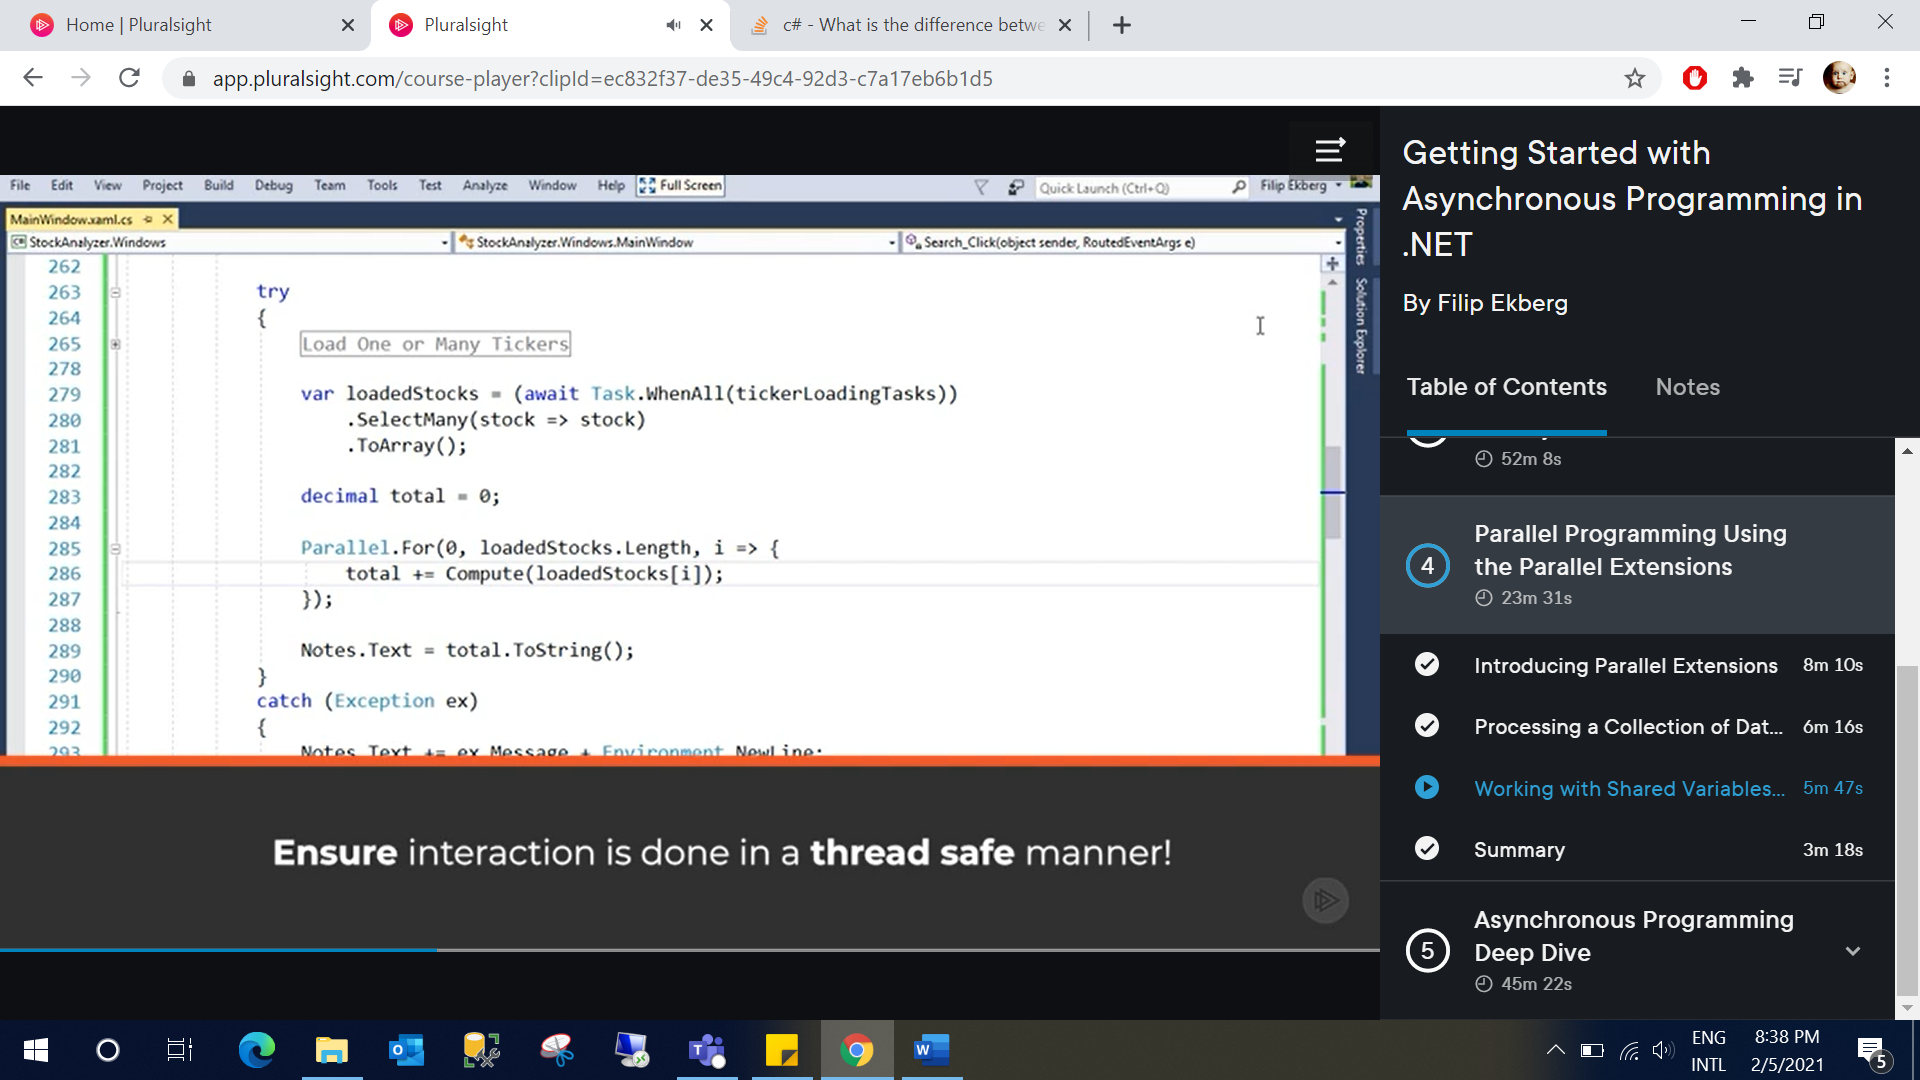 Home | Pluralsight
Pluralsight
c# - What is the difference betwe
app.pluralsight.com/course-player?clipId=ec832f37-de35-49c4-92d3-c7a17eb6b1d5
File Edit View Project Build Debug Team Tools Test Analyze Window Help Full Screen Quick Launch (Ctrl+Q) Filip Ekberg
MainWindow.xaml.cs
StockAnalyzer.Windows StockAnalyzer.Windows.MainWindow Search_Click(object sender, RoutedEventArgs e)
Properties
Solution Explorer
262
263 try
264 {
265 Load One or Many Tickers
278
279 var loadedStocks = (await Task.WhenAll(tickerLoadingTasks))
280 .SelectMany(stock => stock)
281 .ToArray();
282
283 decimal total = 0;
284
285 Parallel.For(0, loadedStocks.Length, i => {
286 total += Compute(loadedStocks[i]);
287 });
288
289 Notes.Text = total.ToString();
290 }
291 catch (Exception ex)
292 {
293 Notes.Text += ex.Message + Environment.NewLine;
Ensure interaction is done in a thread safe manner!
Getting Started with
Asynchronous Programming in
.NET
By Filip Ekberg
Table of Contents Notes
52m 8s
4
Parallel Programming Using
the Parallel Extensions
23m 31s
Introducing Parallel Extensions 8m 10s
Processing a Collection of Dat... 6m 16s
Working with Shared Variables... 5m 47s
Summary 3m 18s
5
Asynchronous Programming
Deep Dive
45m 22s
ENG
INTL
8:38 PM
2/5/2021
5